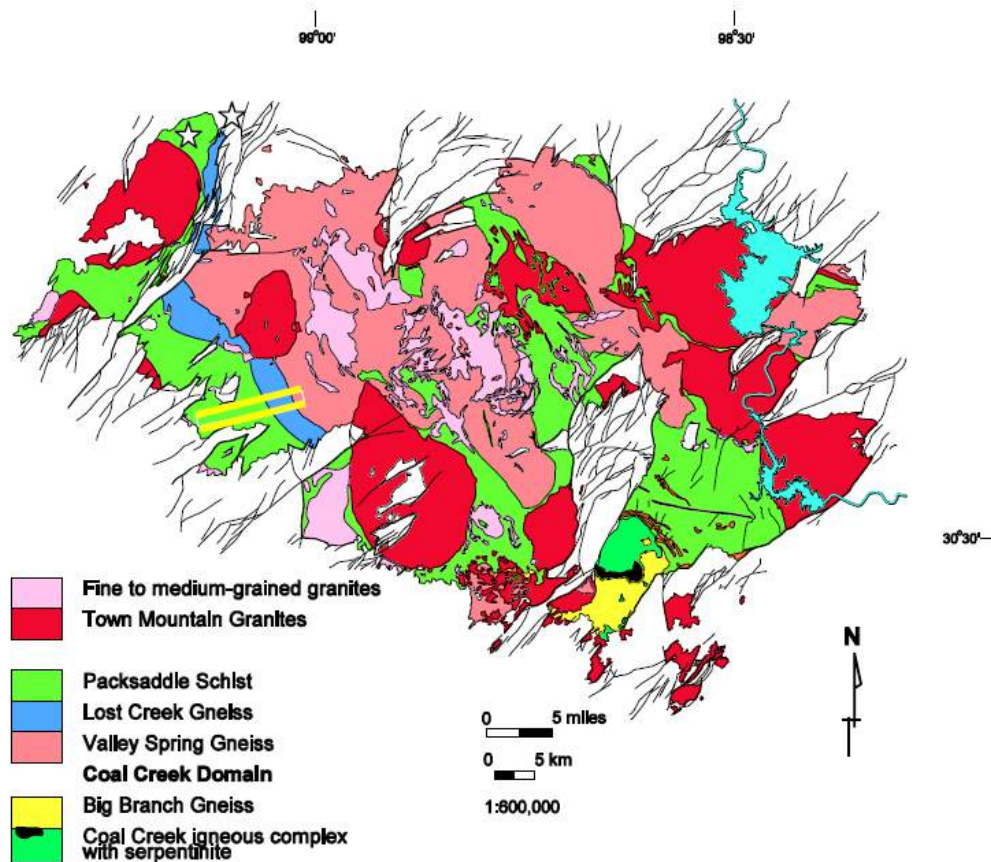 99°00'
98°30'
30°30'
Fine to medium-grained granites
Town Mountain Granites
Packsaddle Schist
Lost Creek Gneiss
Valley Spring Gneiss
Coal Creek Domain
Big Branch Gneiss
Coal Creek igneous complex
with serpentinite
N
0 5 miles
0 5 km
1:600,000